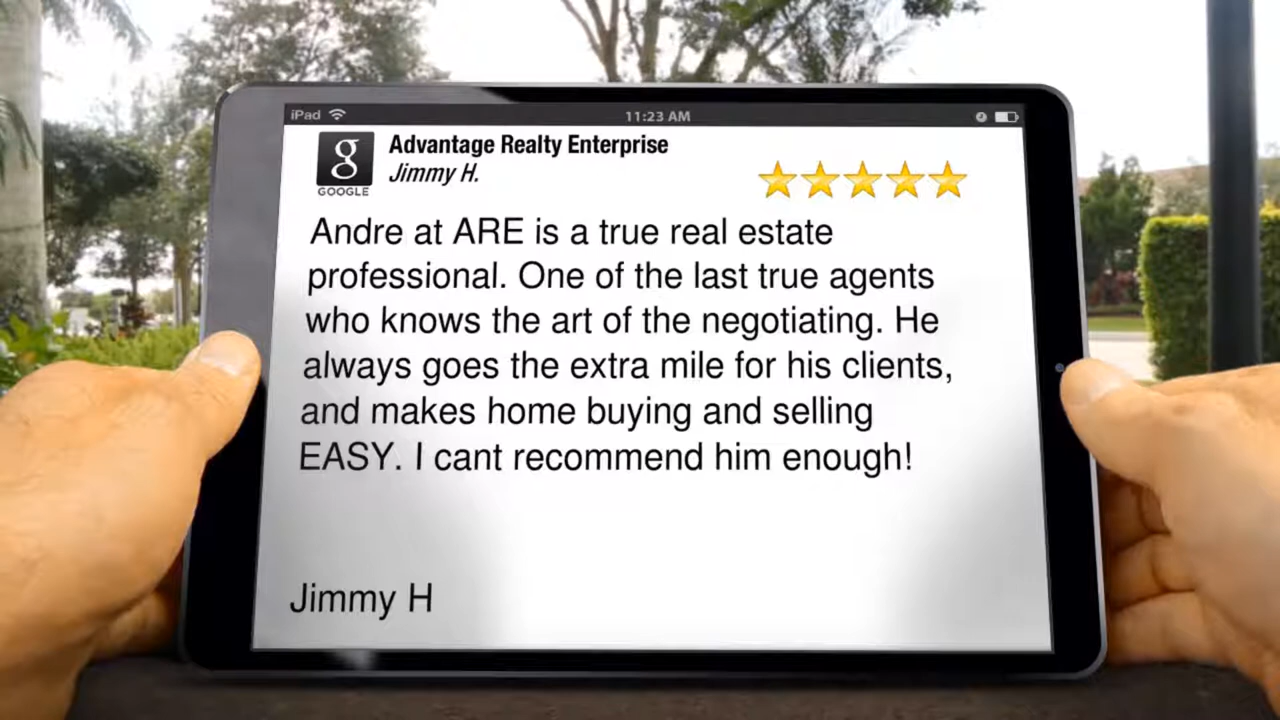 iPad
11:23 AM
g
GOOGLE
Advantage Realty Enterprise
Jimmy H.
Andre at ARE is a true real estate
professional. One of the last true agents
who knows the art of the negotiating. He
always goes the extra mile for his clients,
and makes home buying and selling
EASY. I cant recommend him enough!
Jimmy H